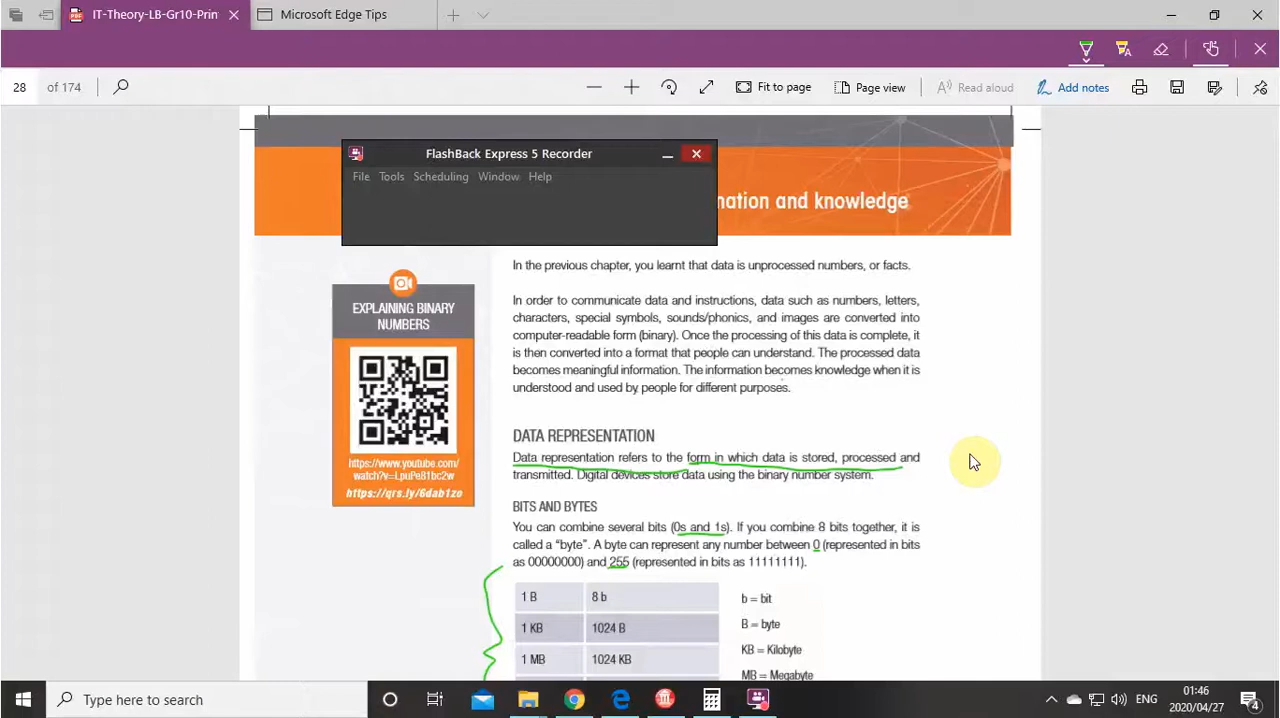 IT-Theory-LB-Gr10-Prin
Microsoft Edge Tips
28 of 174
Fit to page
Page view
Read aloud
Add notes
FlashBack Express 5 Recorder
File Tools Scheduling Window Help
and knowledge
In the previous chapter, you learnt that data is unprocessed numbers, or facts.
In order to communicate data and instructions, data such as numbers, letters,
characters, special symbols, sounds/phonics, and images are converted into
computer-readable form (binary). Once the processing of this data is complete, it
is then converted into a format that people can understand. The processed data
becomes meaningful information. The information becomes knowledge when it is
understood and used by people for different purposes.
EXPLAINING BINARY
NUMBERS
https://www.youtube.com/
watch?v=LpuPe81bc2w
https://qrs.ly/6dab1zo
DATA REPRESENTATION
Data representation refers to the form in which data is stored, processed and
transmitted. Digital devices store data using the binary number system.
BITS AND BYTES
You can combine several bits (0s and 1s). If you combine 8 bits together, it is
called a “byte”. A byte can represent any number between 0 (represented in bits
as 00000000) and 255 (represented in bits as 11111111).
1 B 8 b
1 KB 1024 B
1 MB 1024 KB
b = bit
B = byte
KB = Kilobyte
MB = Megabyte
Type here to search
ENG
01:46
2020/04/27
4